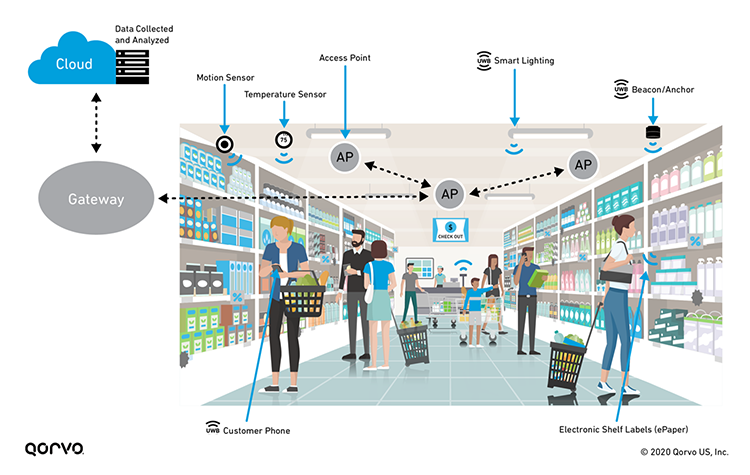 Data Collected
and Analyzed
Cloud
Access Point
UWB Smart Lighting
Motion Sensor
UWB Beacon/Anchor
Temperature Sensor
75
AP
AP
AP
Gateway
$
CHECK OUT
%
%
%
UWB Customer Phone
Electronic Shelf Labels (ePaper)
QORVO
© 2020 Qorvo US, Inc.